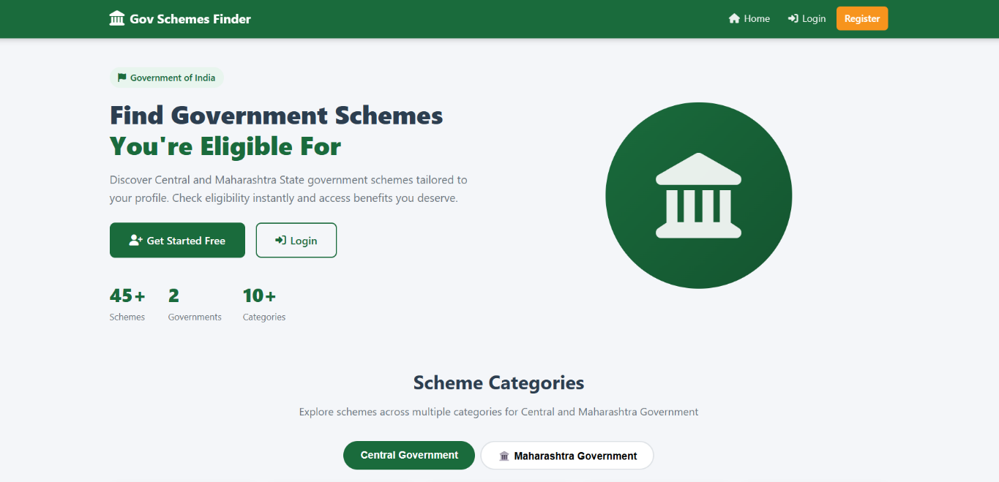 Gov Schemes Finder
Home
Login
Register
Government of India
Find Government Schemes
You're Eligible For
Discover Central and Maharashtra State government schemes tailored to
your profile. Check eligibility instantly and access benefits you deserve.
Get Started Free
Login
45+
2
10+
Schemes
Governments
Categories
Scheme Categories
Explore schemes across multiple categories for Central and Maharashtra Government
Central Government
Maharashtra Government